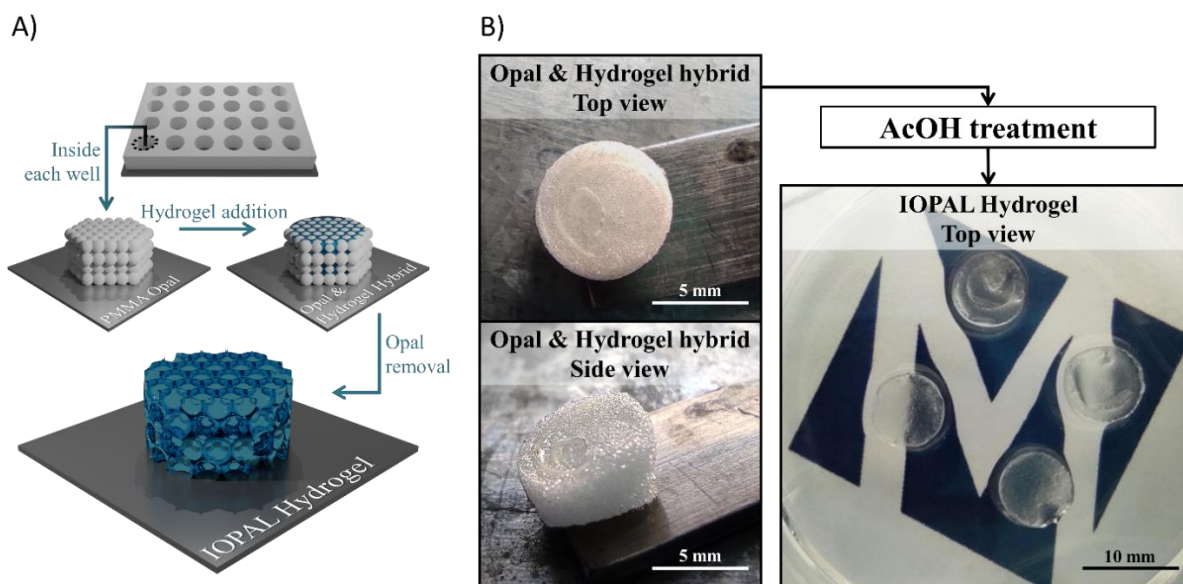 A)
Inside
each well
Hydrogel addition
PMMA Opal
Opal &
Hydrogel Hybrid
Opal
removal
IOPAL Hydrogel
B)
Opal & Hydrogel hybrid
Top view
5 mm
Opal & Hydrogel hybrid
Side view
5 mm
AcOH treatment
IOPAL Hydrogel
Top view
10 mm